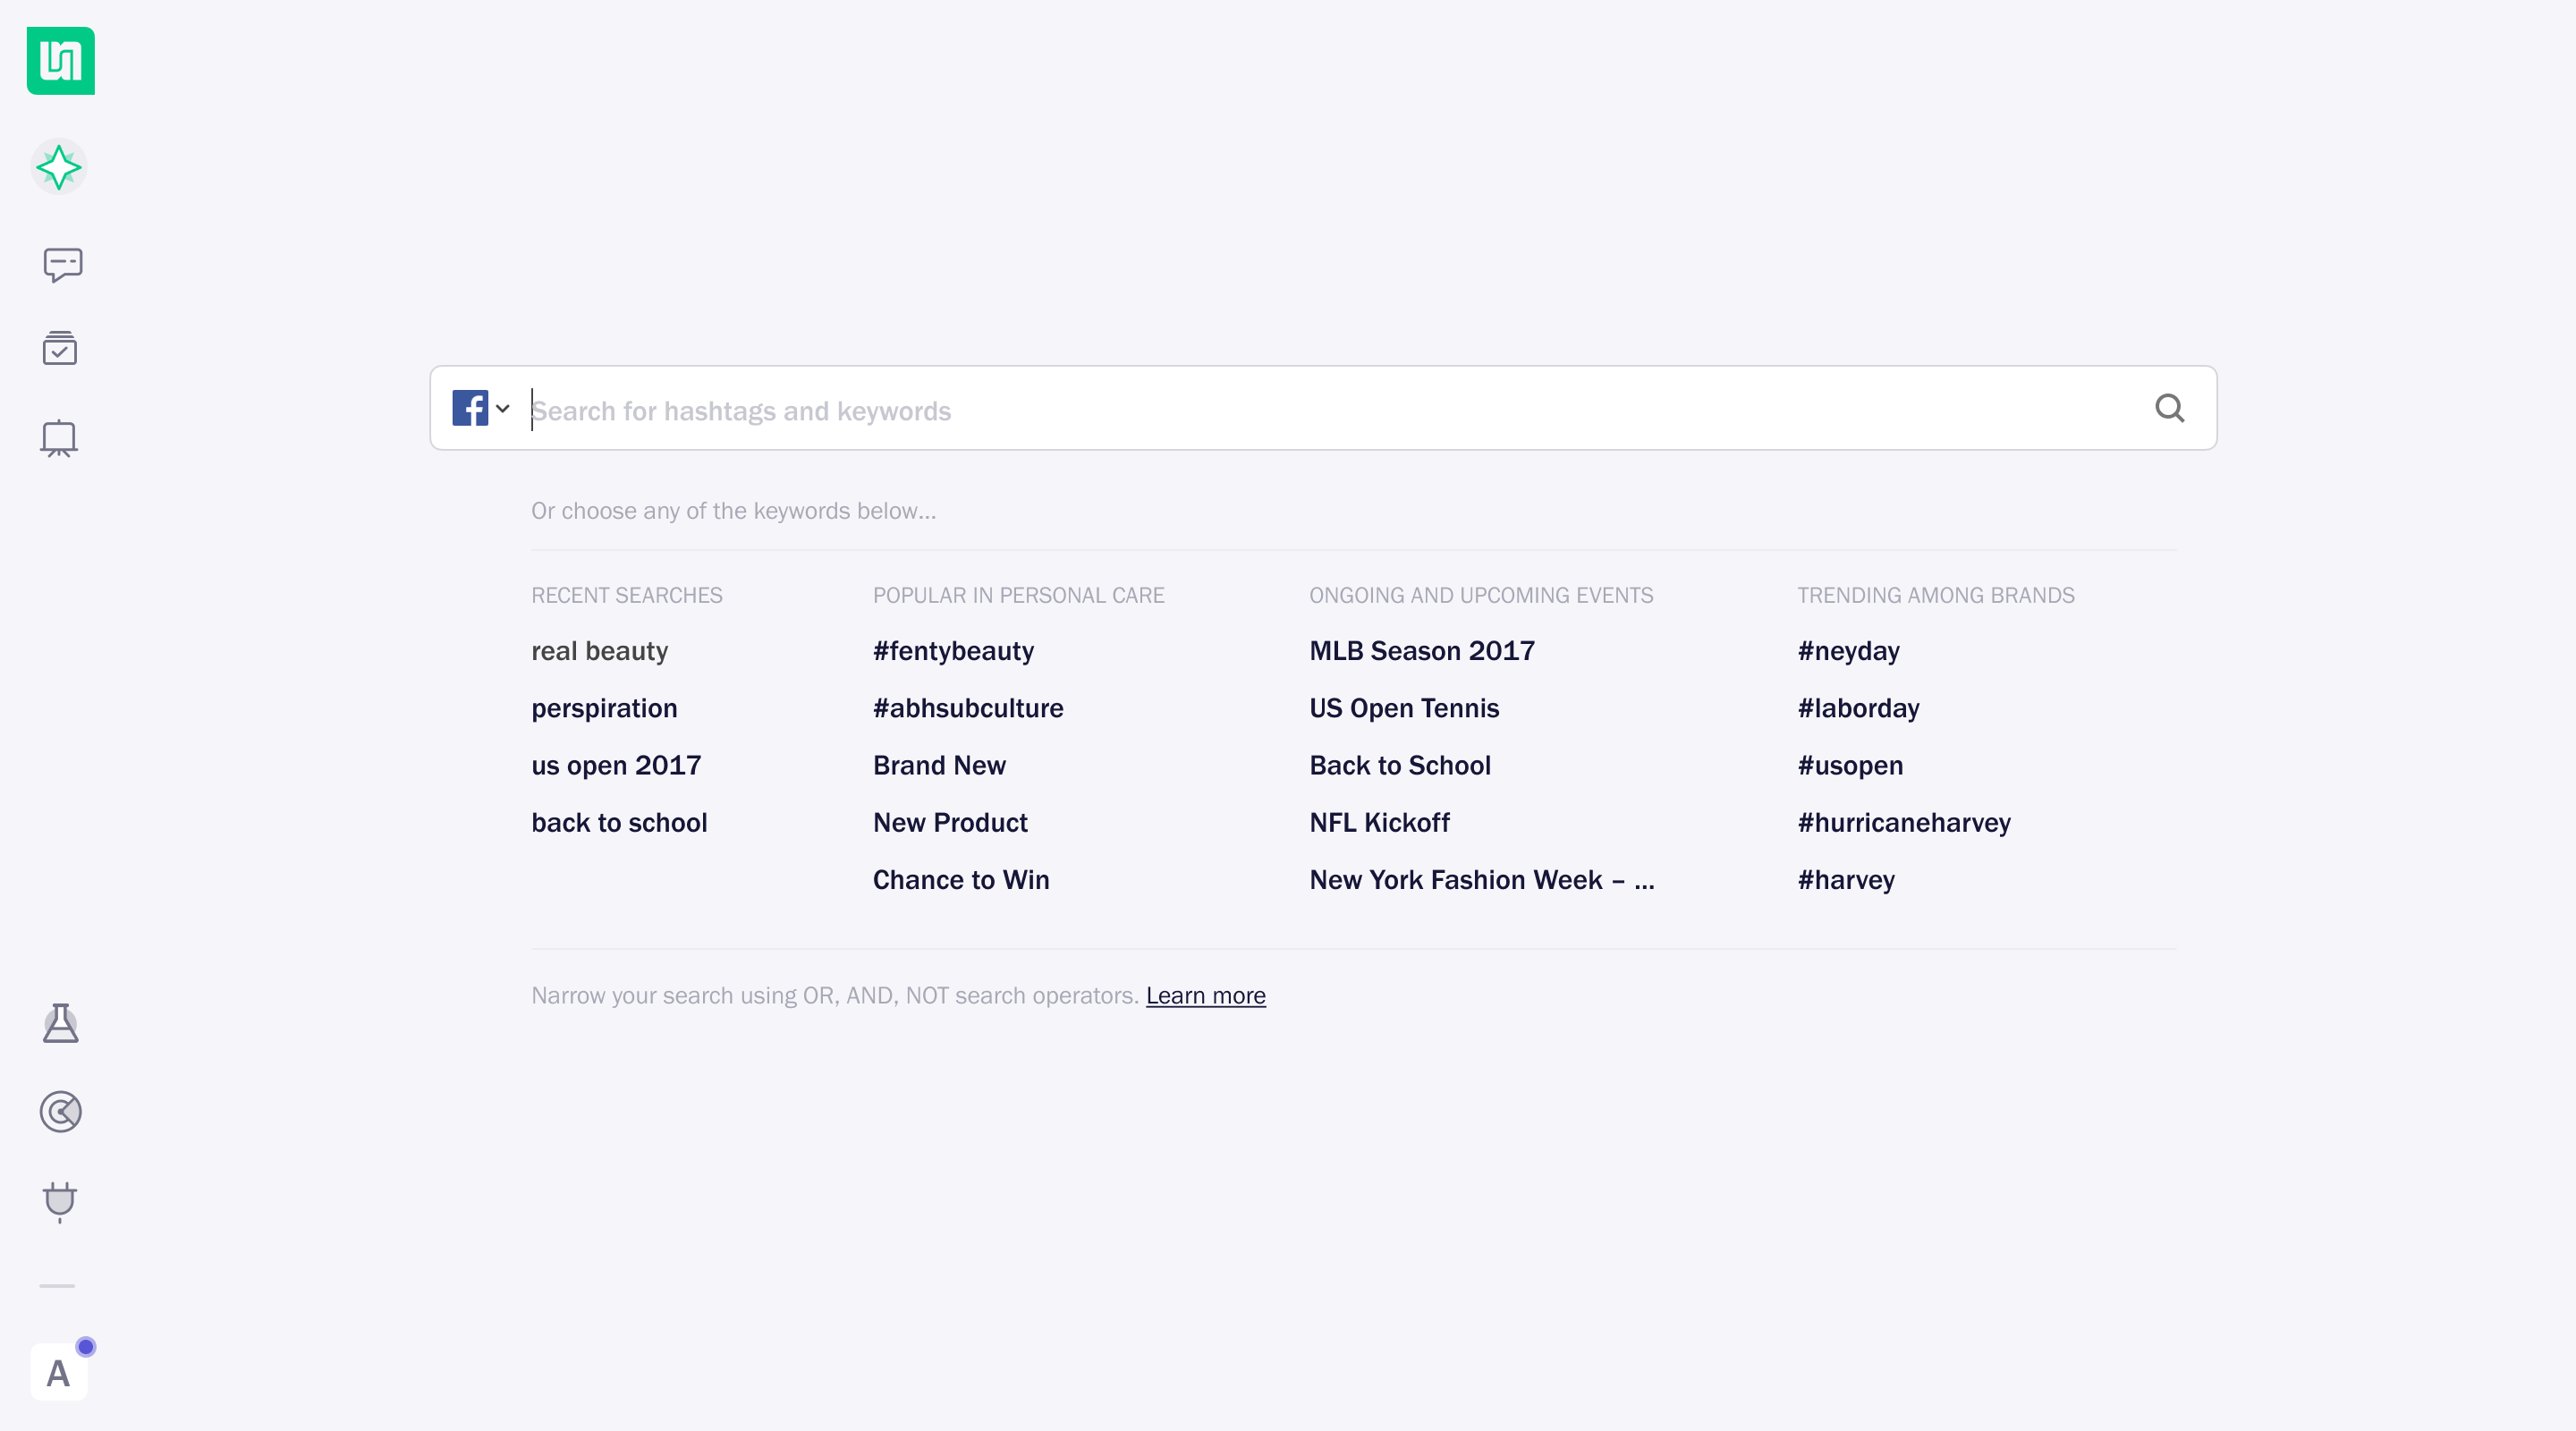 Search for hashtags and keywords
Or choose any of the keywords below...
RECENT SEARCHES
real beauty
perspiration
us open 2017
back to school
POPULAR IN PERSONAL CARE
#fentybeauty
#abhsubculture
Brand New
New Product
Chance to Win
ONGOING AND UPCOMING EVENTS
MLB Season 2017
US Open Tennis
Back to School
NFL Kickoff
New York Fashion Week – ...
TRENDING AMONG BRANDS
#neyday
#laborday
#usopen
#hurricaneharvey
#harvey
Narrow your search using OR, AND, NOT search operators. Learn more
A